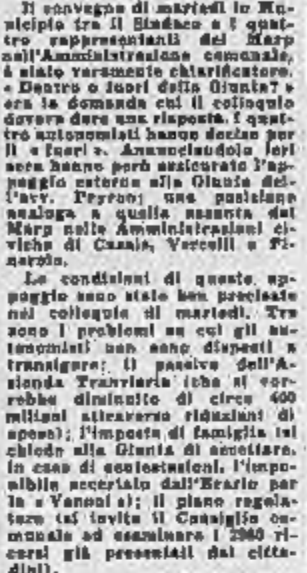 Il convegno di martedì in Mu-
nicipio tra il Sindaco e i quat-
tro rappresentanti del Marp
nell'Amministrazione comunale,
è stato veramente chiarificatore.
« Dentro o fuori della Giunta? »
era la domanda cui il colloquio
doveva dare una risposta. I quat-
tro autonomisti hanno deciso per
il « fuori ». Annunciandolo ieri
sera hanno però assicurato l'ap-
poggio esterno alla Giunta del-
l'avv. Peyron; una posizione
analoga a quella assunta dal
Marp nelle Amministrazioni ci-
viche di Casale, Vercelli e Pi-
nerolo.
Le condizioni di questo ap-
poggio sono state ben precisate
nel colloquio di martedì. Tre
sono i problemi su cui gli au-
tonomisti non sono disposti a
transigere: il passivo dell'A-
zienda Tranviaria (che si vor-
rebbe diminuito di circa 400
milioni attraverso riduzioni di
spese); l'imposta di famiglia (si
chiede alla Giunta di accettare,
in caso di contestazioni, l'impo-
nibile accertato dall'Erario per
la « Vanoni »); il piano regola-
tore (si invita il Consiglio co-
munale ad esaminare i 2960 ri-
corsi già presentati dai citta-
dini).